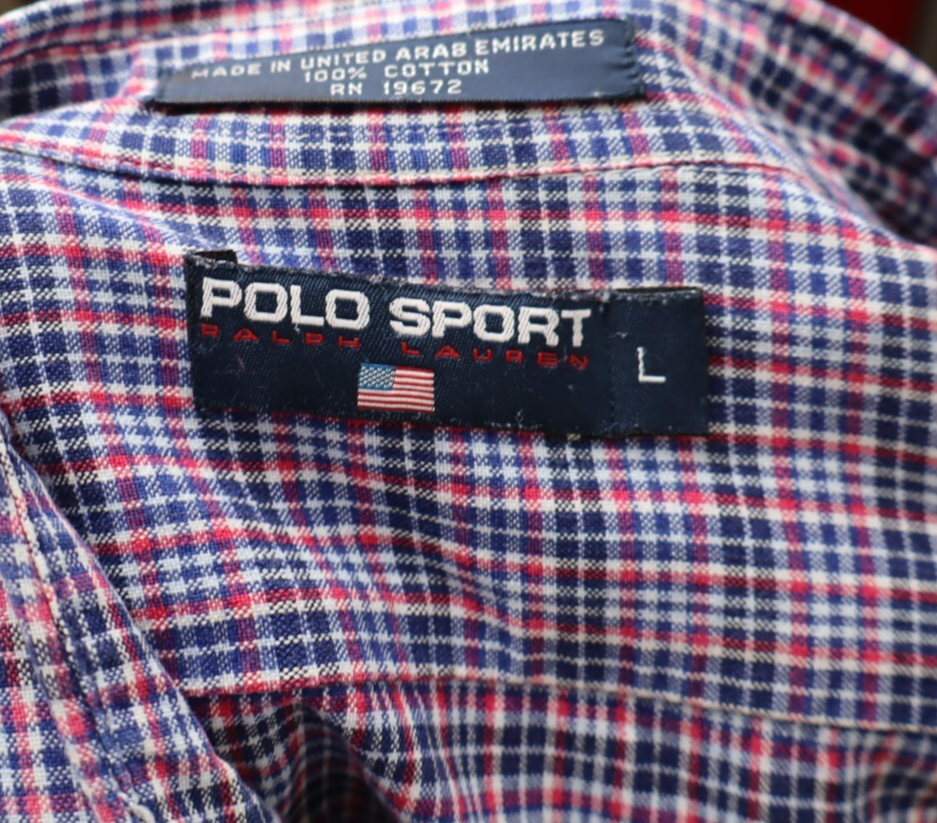 MADE IN UNITED ARAB EMIRATES
100% COTTON
RN 19672
POLO SPORT
RALPH LAUREN
L